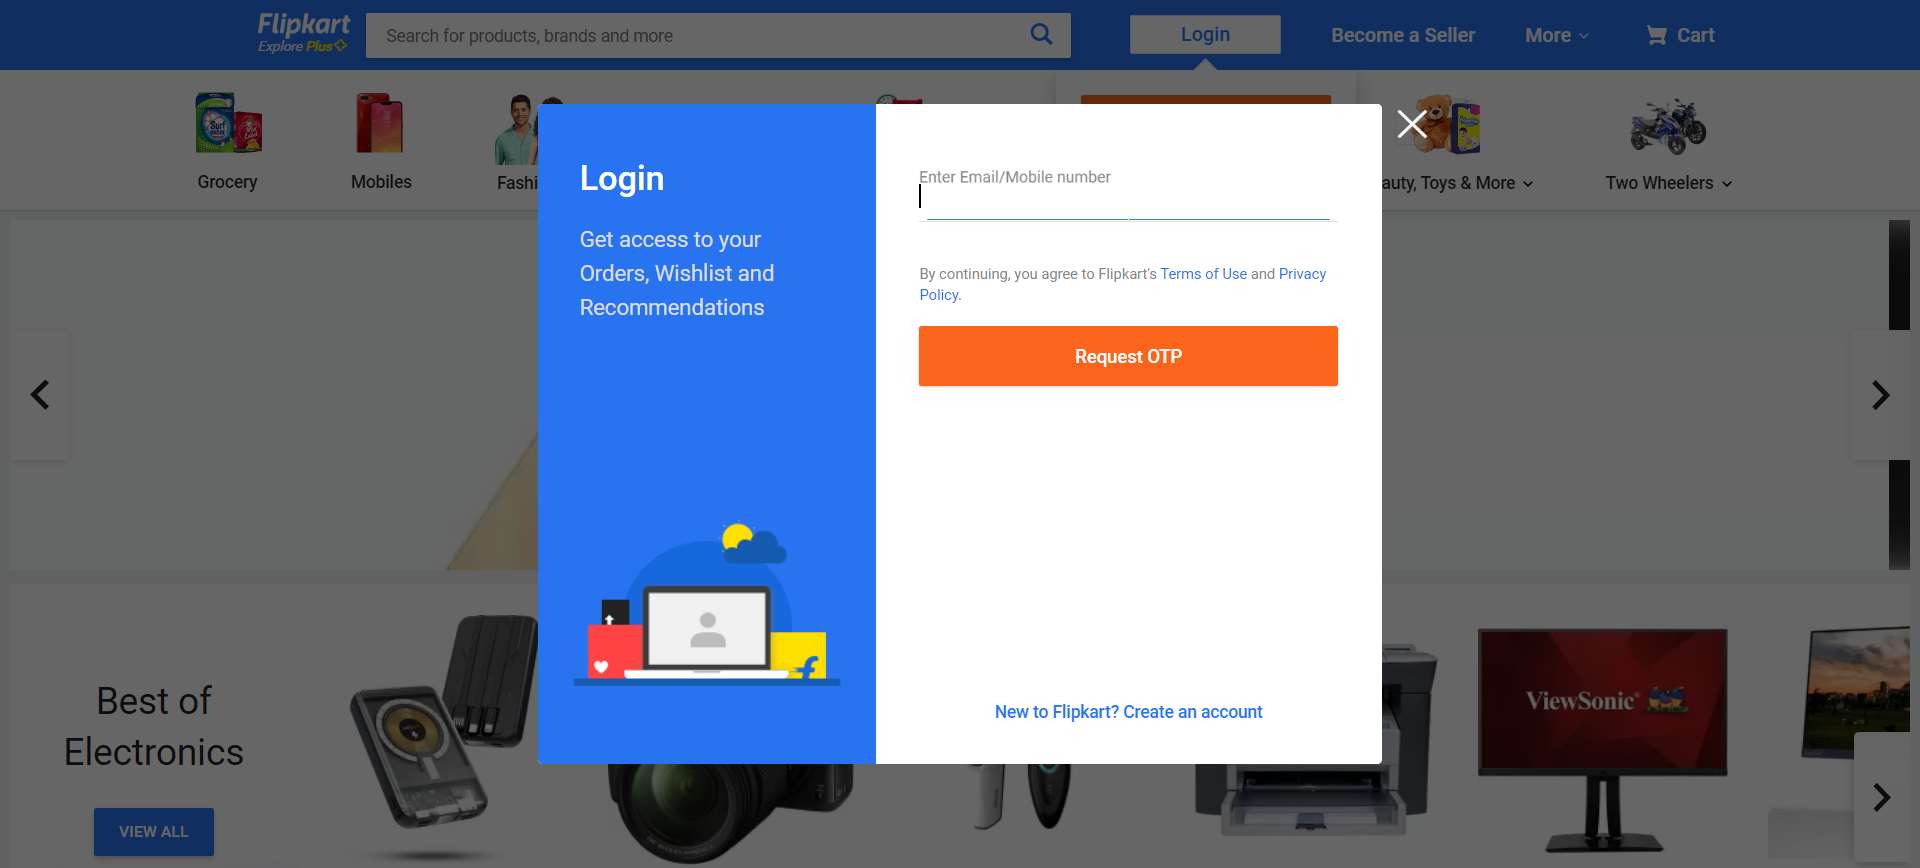 Flipkart
Explore Plus
Search for products, brands and more
Login
Become a Seller
More
Cart
Surf
excel
Grocery
Mobiles
Fashi
auty, Toys & More
Two Wheelers
Login
Get access to your
Orders, Wishlist and
Recommendations
Enter Email/Mobile number
By continuing, you agree to Flipkart's Terms of Use and Privacy
Policy.
Request OTP
New to Flipkart? Create an account
Best of
Electronics
VIEW ALL
ViewSonic